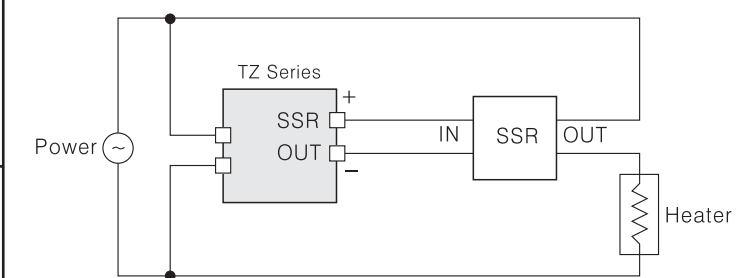 TZ Series
+
SSR
OUT
−
Power
~
IN
SSR
OUT
Heater